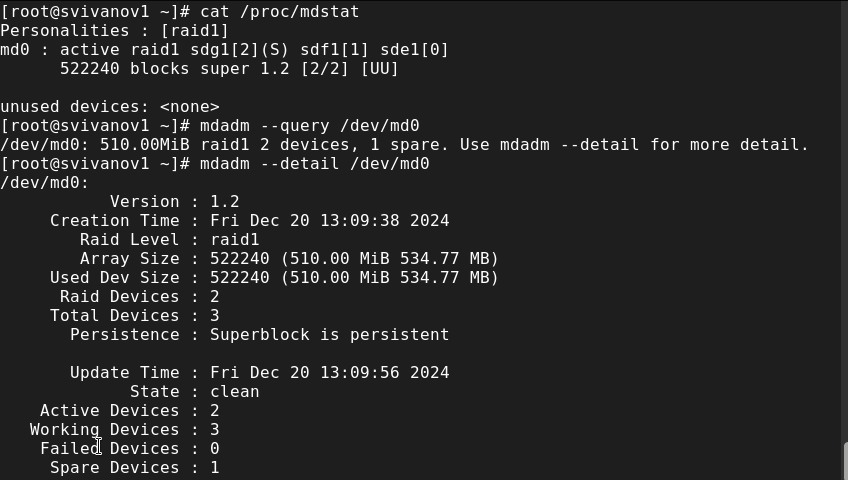 [root@svivanov1 ~]# cat /proc/mdstat
Personalities : [raid1]
md0 : active raid1 sdg1[2](S) sdf1[1] sde1[0]
      522240 blocks super 1.2 [2/2] [UU]

unused devices: <none>
[root@svivanov1 ~]# mdadm --query /dev/md0
/dev/md0: 510.00MiB raid1 2 devices, 1 spare. Use mdadm --detail for more detail.
[root@svivanov1 ~]# mdadm --detail /dev/md0
/dev/md0:
           Version : 1.2
     Creation Time : Fri Dec 20 13:09:38 2024
        Raid Level : raid1
        Array Size : 522240 (510.00 MiB 534.77 MB)
     Used Dev Size : 522240 (510.00 MiB 534.77 MB)
      Raid Devices : 2
     Total Devices : 3
       Persistence : Superblock is persistent

       Update Time : Fri Dec 20 13:09:56 2024
             State : clean
    Active Devices : 2
   Working Devices : 3
    Failed Devices : 0
     Spare Devices : 1